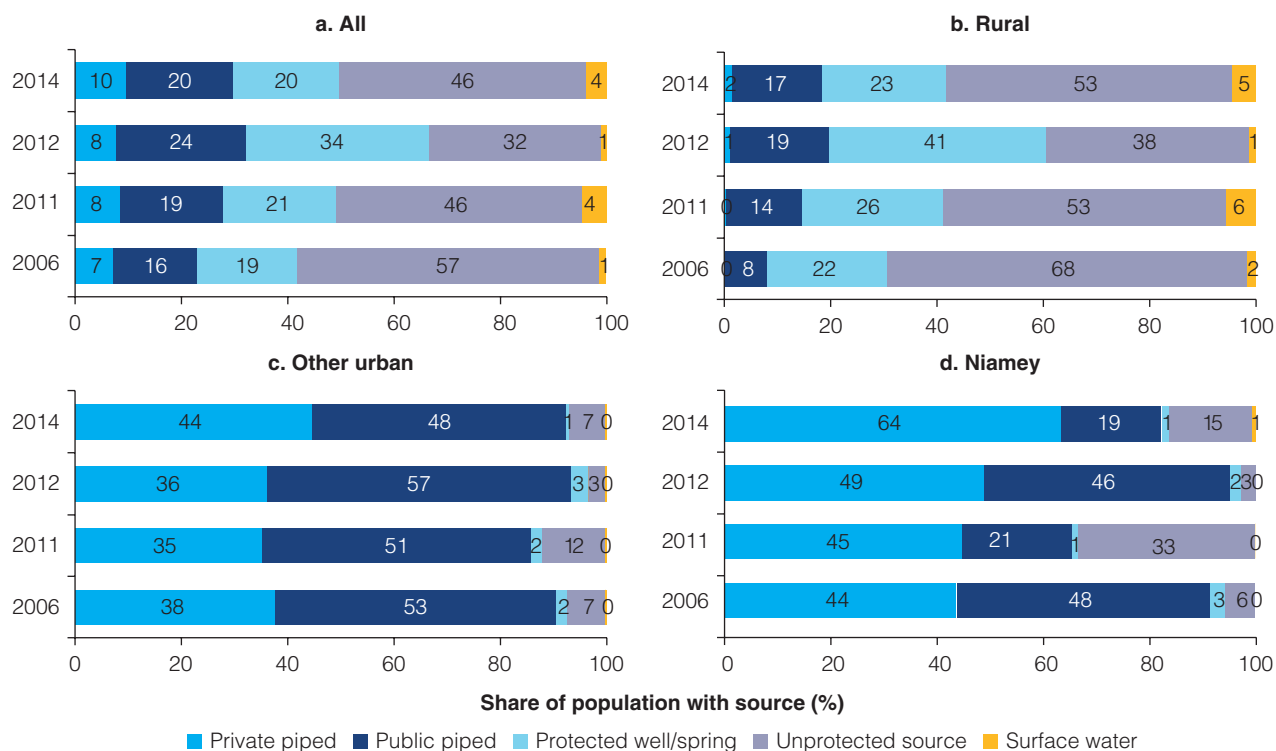 a. All
2014 10 20 20 46 4
2012 8 24 34 32 1
2011 8 19 21 46 4
2006 7 16 19 57 1
0 20 40 60 80 100
b. Rural
2014 2 17 23 53 5
2012 1 19 41 38 1
2011 0 14 26 53 6
2006 0 8 22 68 2
0 20 40 60 80 100
c. Other urban
2014 44 48 1 7 0
2012 36 57 3 3 0
2011 35 51 2 12 0
2006 38 53 2 7 0
0 20 40 60 80 100
d. Niamey
2014 64 19 1 15 1
2012 49 46 2 3 0
2011 45 21 1 33 0
2006 44 48 3 6 0
0 20 40 60 80 100
Share of population with source (%)
Private piped Public piped Protected well/spring Unprotected source Surface water